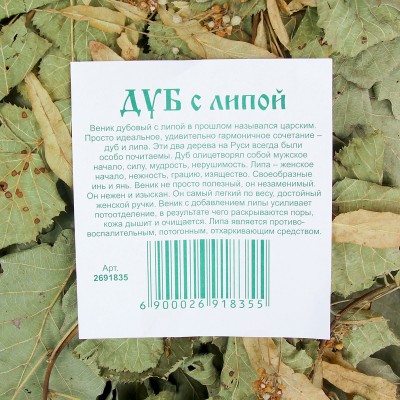 ДУБ с липой
Веник дубовый с липой в прошлом назывался царским.
Просто идеальное, удивительно гармоничное сочетание –
дуб и липа. Эти два дерева на Руси всегда были
особо почитаемы. Дуб олицетворял собой мужское
начало, силу, мудрость, нерушимость. Липа – женское
начало, нежность, грацию, изящество. Своеобразные
инь и янь. Веник не просто полезный, он незаменимый.
Он нежен и изыскан. Он самый легкий по весу, достойный
женской ручки. Веник с добавлением липы усиливает
потоотделение, в результате чего раскрываются поры,
кожа дышит и очищается. Липа является противо-
воспалительным, потогонным, отхаркивающим средством.
Арт.
2691835
6 900026 918355